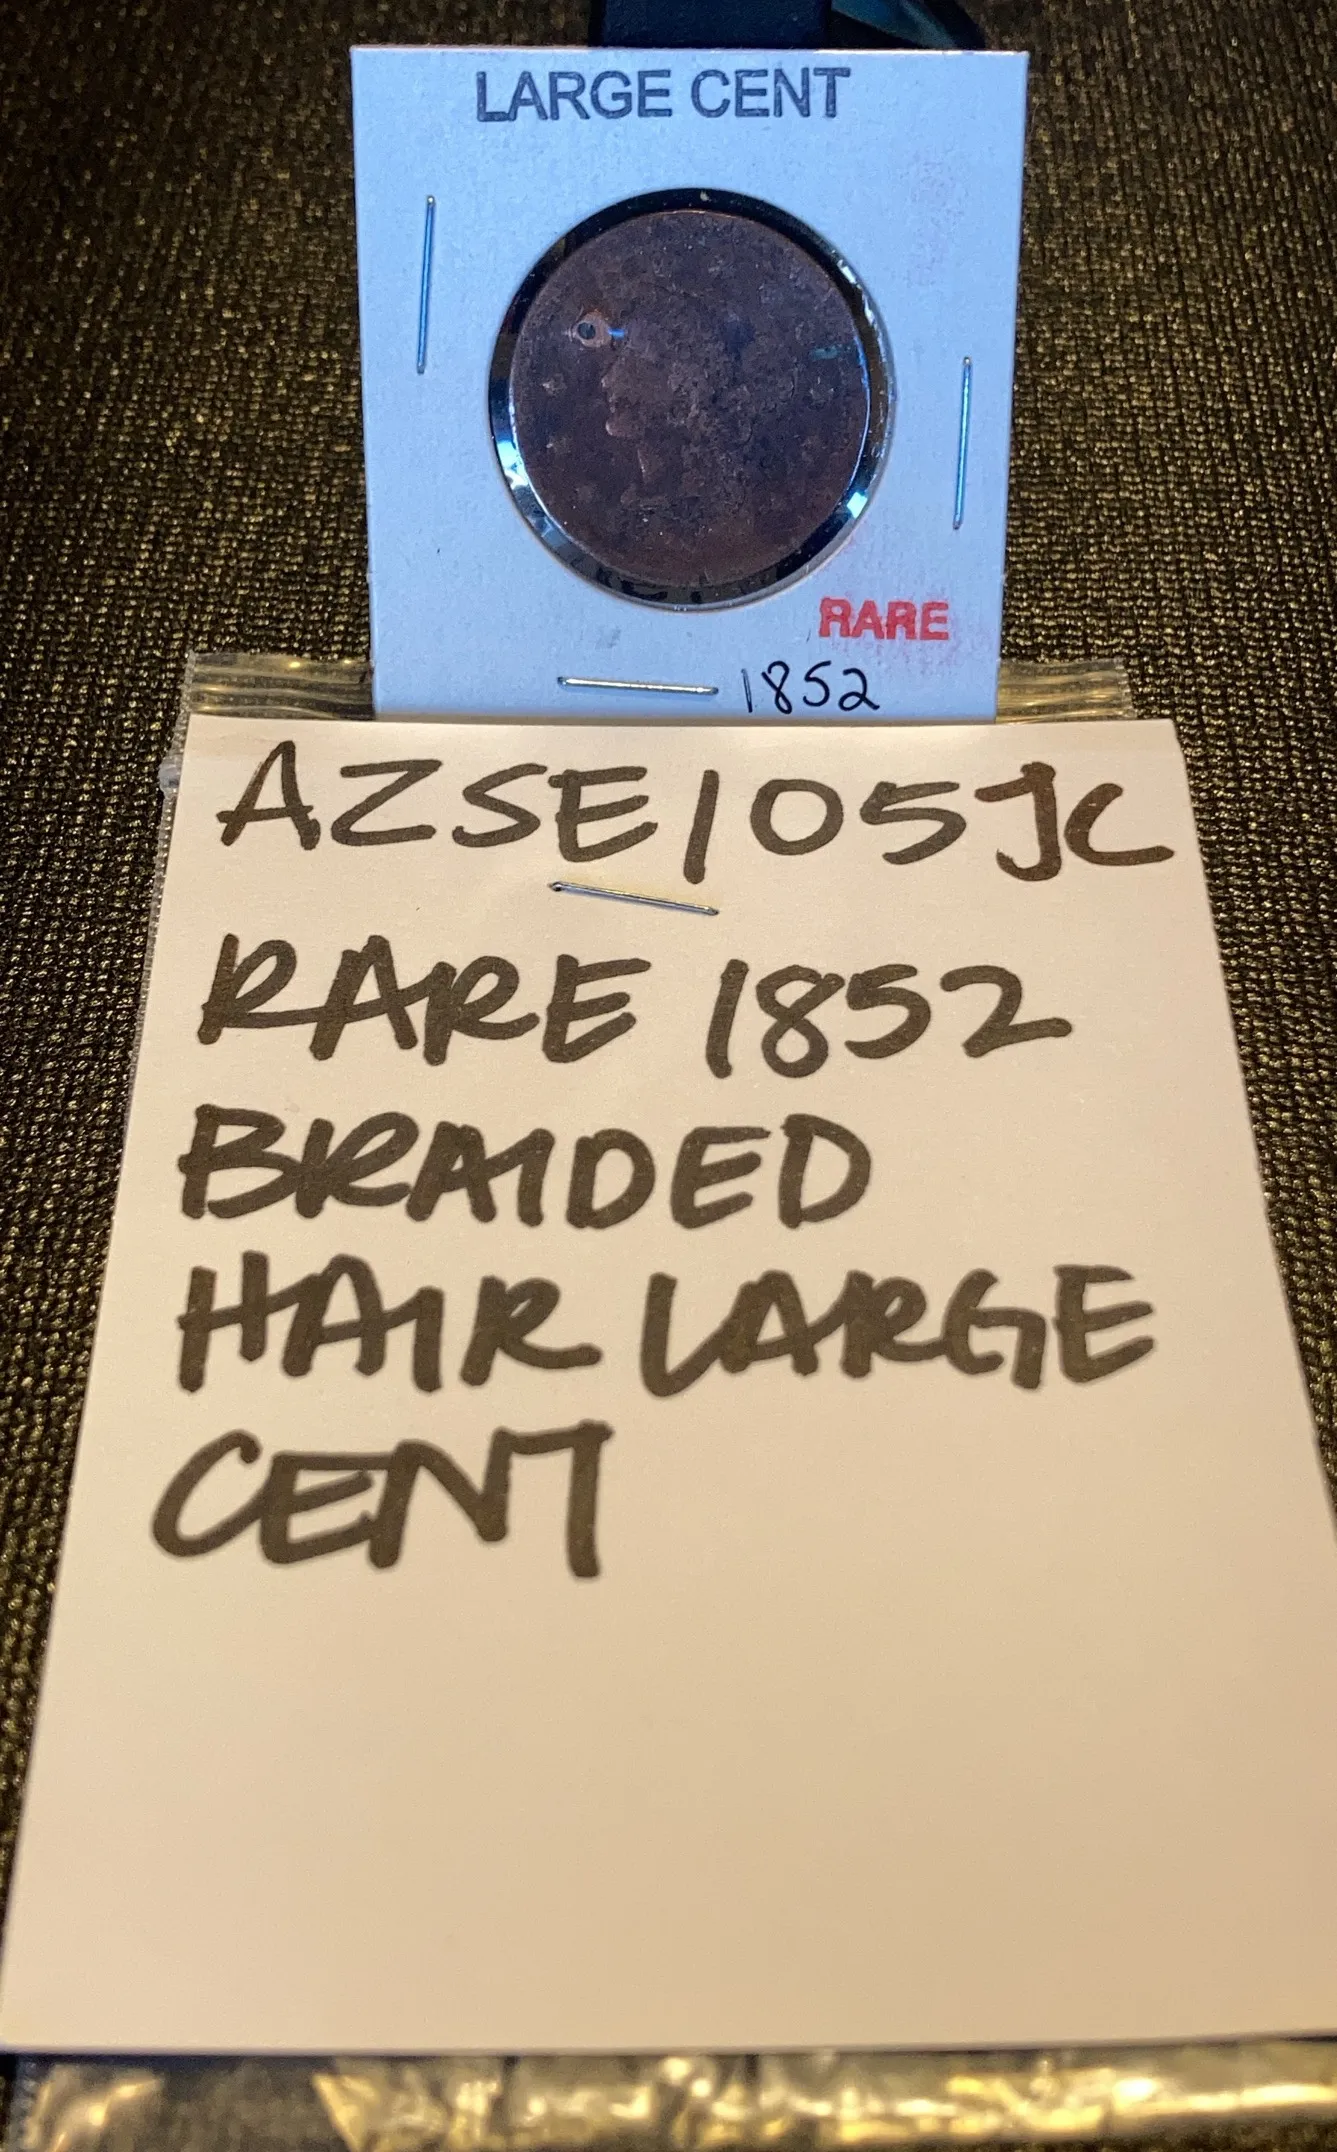 LARGE CENT
RARE
1852
AZSE105JC
RARE 1852
BRAIDED
HAIR LARGE
CENT